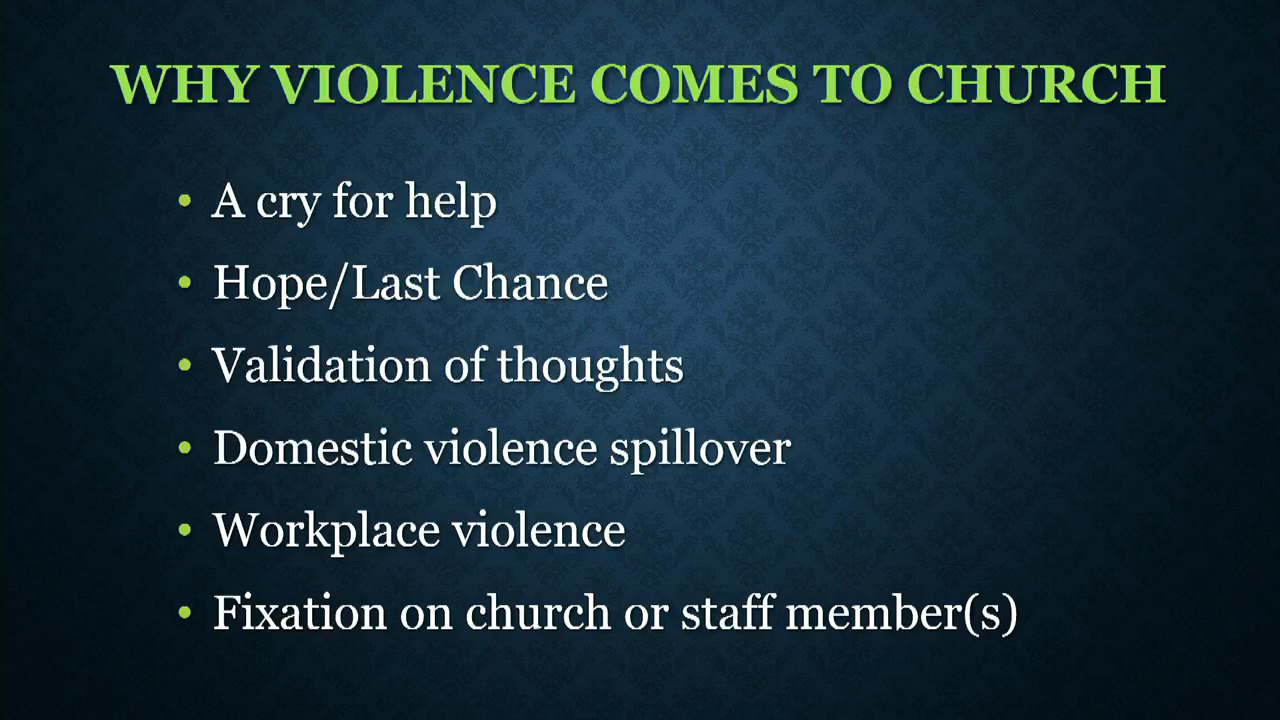 WHY VIOLENCE COMES TO CHURCH
• A cry for help
• Hope/Last Chance
• Validation of thoughts
• Domestic violence spillover
• Workplace violence
• Fixation on church or staff member(s)